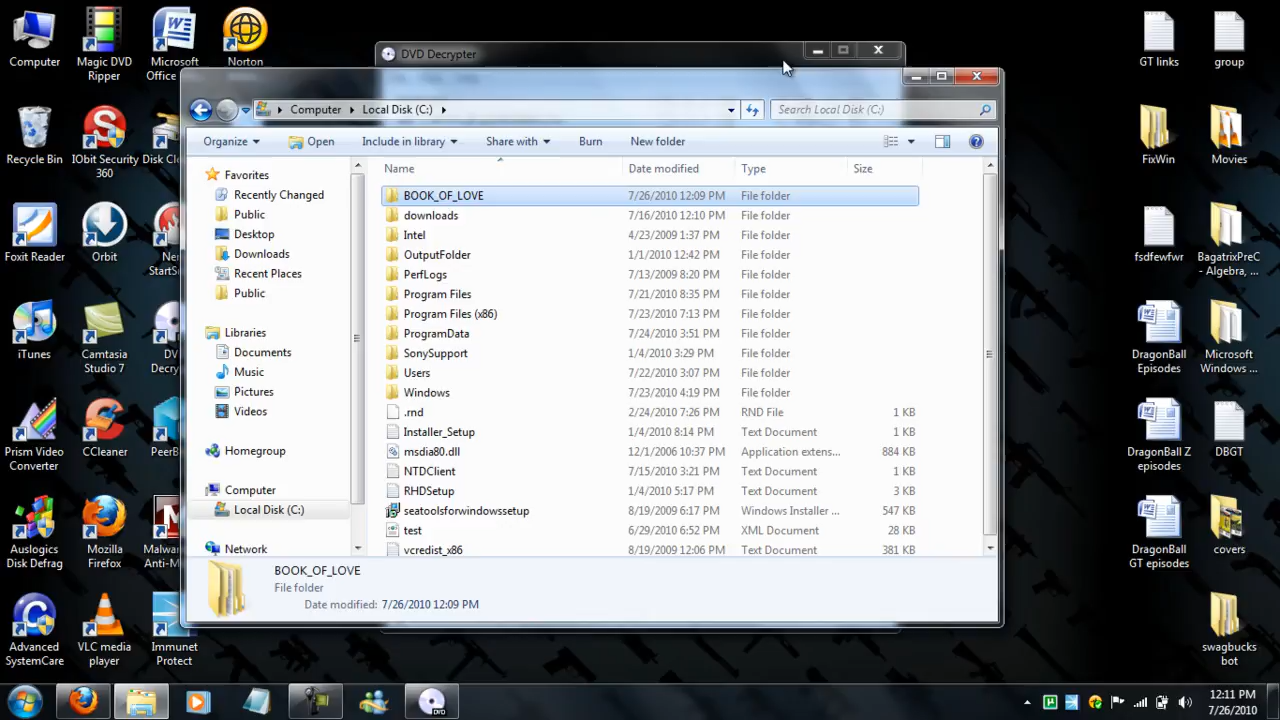 Computer
Magic DVD
Ripper
Microsoft
Office ...
Norton
DVD Decrypter
GT links
group
Computer
Local Disk (C:)
Search Local Disk (C:)
Organize
Open
Include in library
Share with
Burn
New folder
Name
Date modified
Type
Size
Favorites
Recently Changed
Public
Desktop
Downloads
Recent Places
Public
Libraries
Documents
Music
Pictures
Videos
Homegroup
Computer
Local Disk (C:)
Network
BOOK_OF_LOVE 7/26/2010 12:09 PM File folder
downloads 7/16/2010 12:10 PM File folder
Intel 4/23/2009 1:37 PM File folder
OutputFolder 1/1/2010 12:42 PM File folder
PerfLogs 7/13/2009 8:20 PM File folder
Program Files 7/21/2010 8:35 PM File folder
Program Files (x86) 7/23/2010 7:13 PM File folder
ProgramData 7/24/2010 3:51 PM File folder
SonySupport 1/4/2010 3:29 PM File folder
Users 7/22/2010 3:07 PM File folder
Windows 7/22/2010 4:19 PM File folder
.rnd 2/24/2010 7:26 PM RND File 1 KB
Installer_Setup 1/4/2010 8:14 PM Text Document 1 KB
msdia80.dll 12/1/2006 10:37 PM Application extens... 884 KB
NTDClient 7/15/2010 3:21 PM Text Document 1 KB
RHDSetup 1/4/2010 5:17 PM Text Document 3 KB
seatoolsforwindowssetup 8/19/2009 6:17 PM Windows Installer ... 547 KB
test 6/29/2010 6:52 PM XML Document 28 KB
vcredist_x86 8/19/2009 12:06 PM Text Document 381 KB
BOOK_OF_LOVE
File folder
Date modified: 7/26/2010 12:09 PM
Recycle Bin
IObit Security
360
Disk Cle
Foxit Reader
Orbit
StartS
iTunes
Camtasia
Studio 7
DV
Decry
Prism Video
Converter
CCleaner
PeerB
Auslogics
Disk Defrag
Mozilla
Firefox
Malwar
Anti-M
Advanced
SystemCare
VLC media
player
Immunet
Protect
FixWin
Movies
fsdfewfwr
BagatrixPreC
- Algebra, ...
DragonBall
Episodes
Microsoft
Windows ...
DragonBall Z
episodes
DBGT
DragonBall
GT episodes
covers
swagbucks
bot
DVD
12:11 PM
7/26/2010